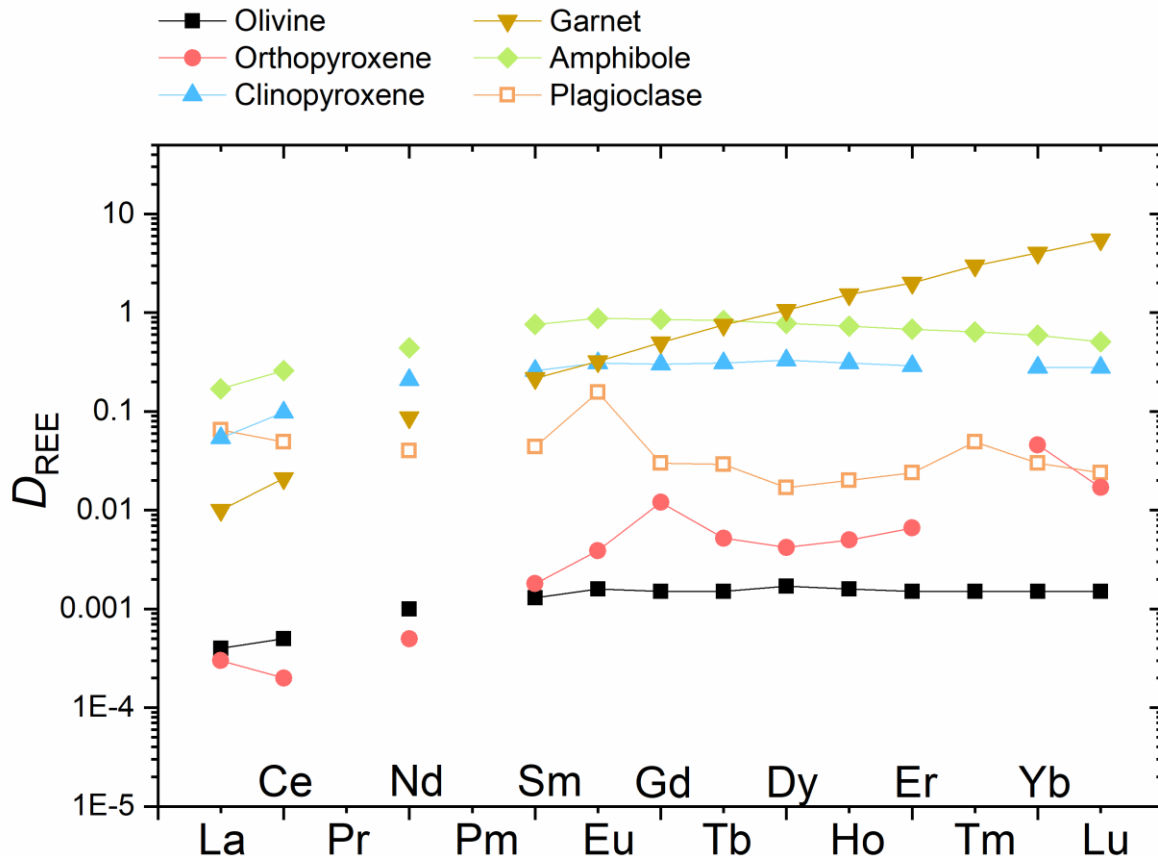 Olivine
Orthopyroxene
Clinopyroxene
Garnet
Amphibole
Plagioclase
10
1
0.1
0.01
0.001
1E-4
1E-5
D_REE
Ce Nd Sm Gd Dy Er Yb
La Pr Pm Eu Tb Ho Tm Lu